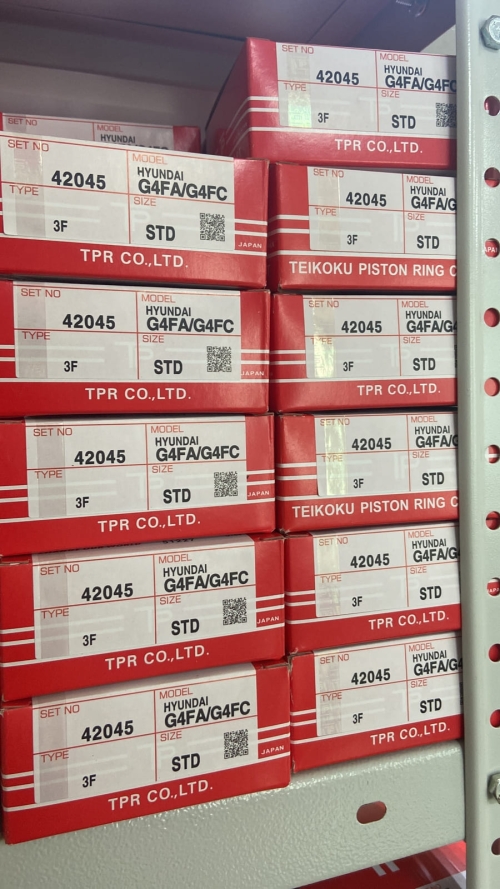 SET NO MODEL
HYUNDAI
SET NO MODEL
42045 HYUNDAI
G4FA/G4FC
TYPE SIZE
3F STD
TPR CO.,LTD.
SET NO MODEL
42045 HYUNDAI
G4FA/G4FC
TYPE SIZE
3F STD
JAPAN
TPR CO.,LTD.
SET NO MODEL
42045 HYUNDAI
G4FA/G
TYPE SIZE
3F STD
TEIKOKU PISTON RING C
SET NO MODEL
42045 HYUNDAI
G4FA/G4FC
TYPE SIZE
3F STD
JAPAN
TPR CO.,LTD.
SET NO MODEL
42045 HYUNDAI
G4FA/G
TYPE SIZE
3F STD
TPR CO.,LTD.
SET NO MODEL
42045 HYUNDAI
G4FA/G4FC
TYPE SIZE
3F STD
JAPAN
TPR CO.,LTD.
SET NO MODEL
42045 HYUNDAI
G4FA/G
TYPE SIZE
3F STD
TEIKOKU PISTON RING C
SET NO MODEL
42045 HYUNDAI
G4FA/G4FC
TYPE SIZE
3F STD
JAPAN
TPR CO.,LTD.
SET NO MODEL
42045 HYUNDAI
G4FA/G
TYPE SIZE
3F STD
TPR CO.,LTD.
SET NO MODEL
42045 HYUNDAI
G4FA/G4FC
TYPE SIZE
3F STD
JAPAN
TPR CO.,LTD.
SET NO MODEL
42045 HYUNDAI
G4FA/G4
TYPE SIZE
3F STD
TPR CO.,LTD.